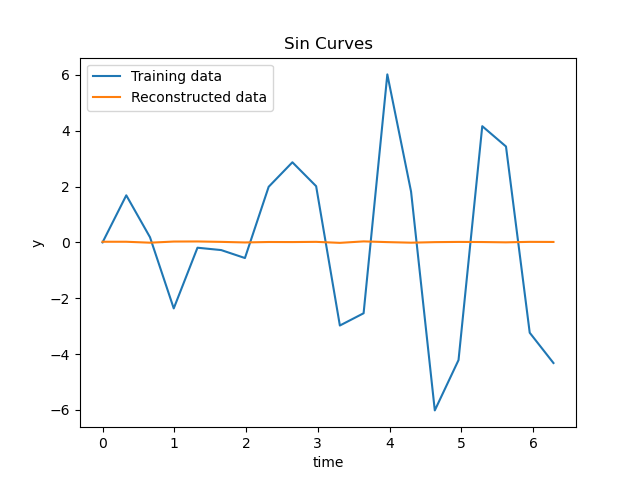 Sin Curves
Training data
Reconstructed data
y
6
4
2
0
−2
−4
−6
0 1 2 3 4 5 6
time